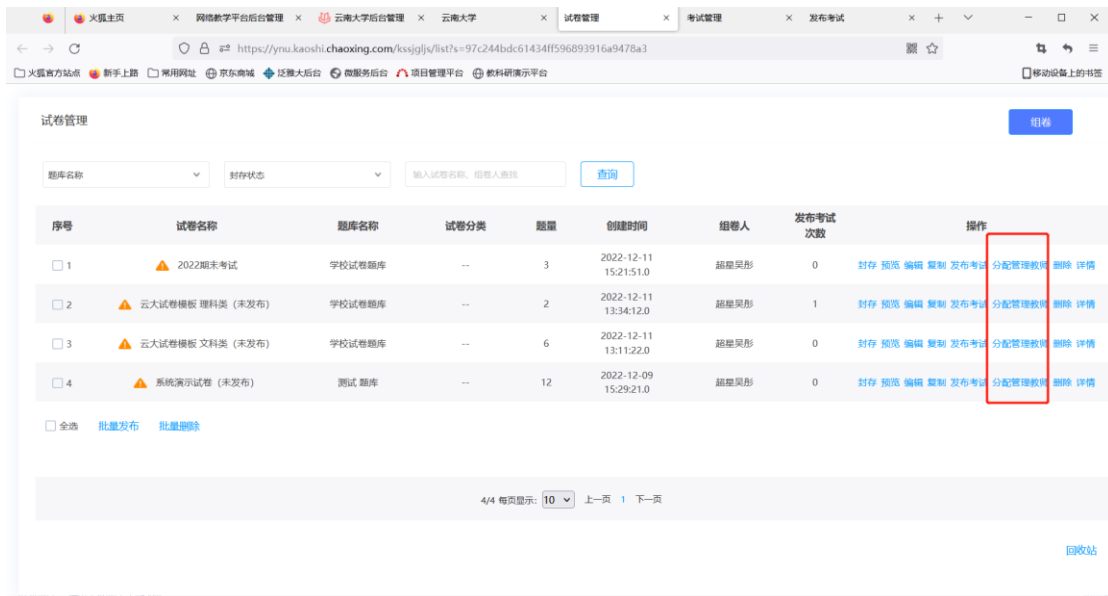 火狐主页 网络教学平台后台管理 云南大学后台管理 云南大学 试卷管理 考试管理 发布考试
https://ynu.kaoshi.chaoxing.com/kssjgljs/list?s=97c244bdc61434ff596893916a9478a3
火狐官方站点 新手上路 常用网址 京东商城 泛雅大后台 微服务后台 项目管理平台 教科研演示平台 移动设备上的书签
试卷管理 组卷
题库名称 封存状态 输入试卷名称、组卷人查找 查询
序号 试卷名称 题库名称 试卷分类 题量 创建时间 组卷人 发布考试次数 操作
1 2022期末考试 学校试卷题库 -- 3 2022-12-11 15:21:51.0 超星吴彤 0 封存 预览 编辑 复制 发布考试 分配管理教师 删除 详情
2 云大试卷模板 理科类（未发布） 学校试卷题库 -- 2 2022-12-11 13:34:12.0 超星吴彤 1 封存 预览 编辑 复制 发布考试 分配管理教师 删除 详情
3 云大试卷模板 文科类（未发布） 学校试卷题库 -- 6 2022-12-11 13:11:22.0 超星吴彤 0 封存 预览 编辑 复制 发布考试 分配管理教师 删除 详情
4 系统演示试卷（未发布） 测试 题库 -- 12 2022-12-09 15:29:21.0 超星吴彤 0 封存 预览 编辑 复制 发布考试 分配管理教师 删除 详情
全选 批量发布 批量删除
4/4 每页显示: 10 上一页 1 下一页
回收站